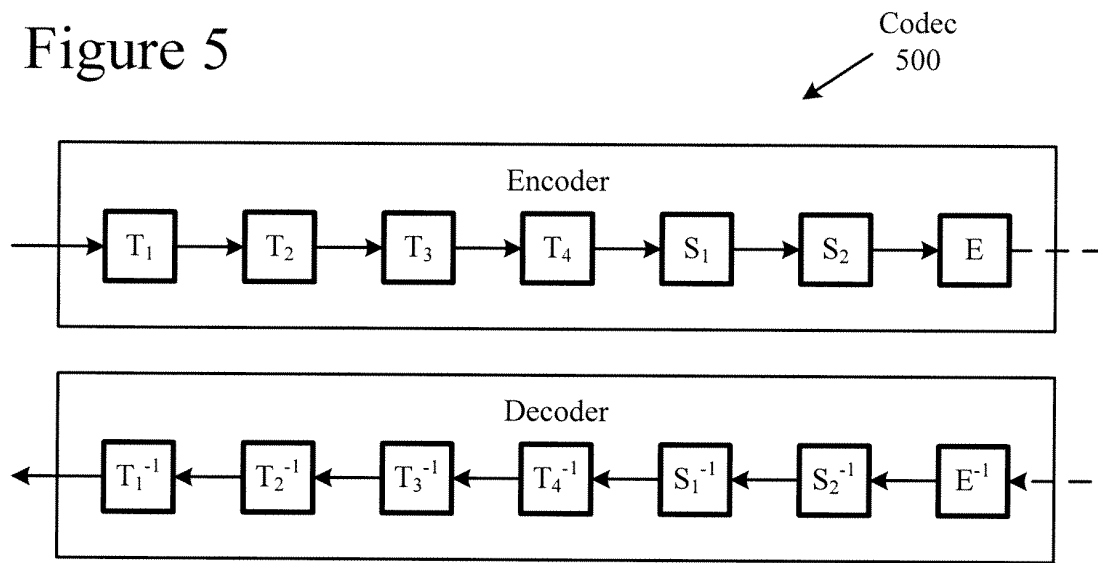 Figure 5
Codec
500
Encoder
T₁ T₂ T₃ T₄ S₁ S₂ E
Decoder
T₁⁻¹ T₂⁻¹ T₃⁻¹ T₄⁻¹ S₁⁻¹ S₂⁻¹ E⁻¹